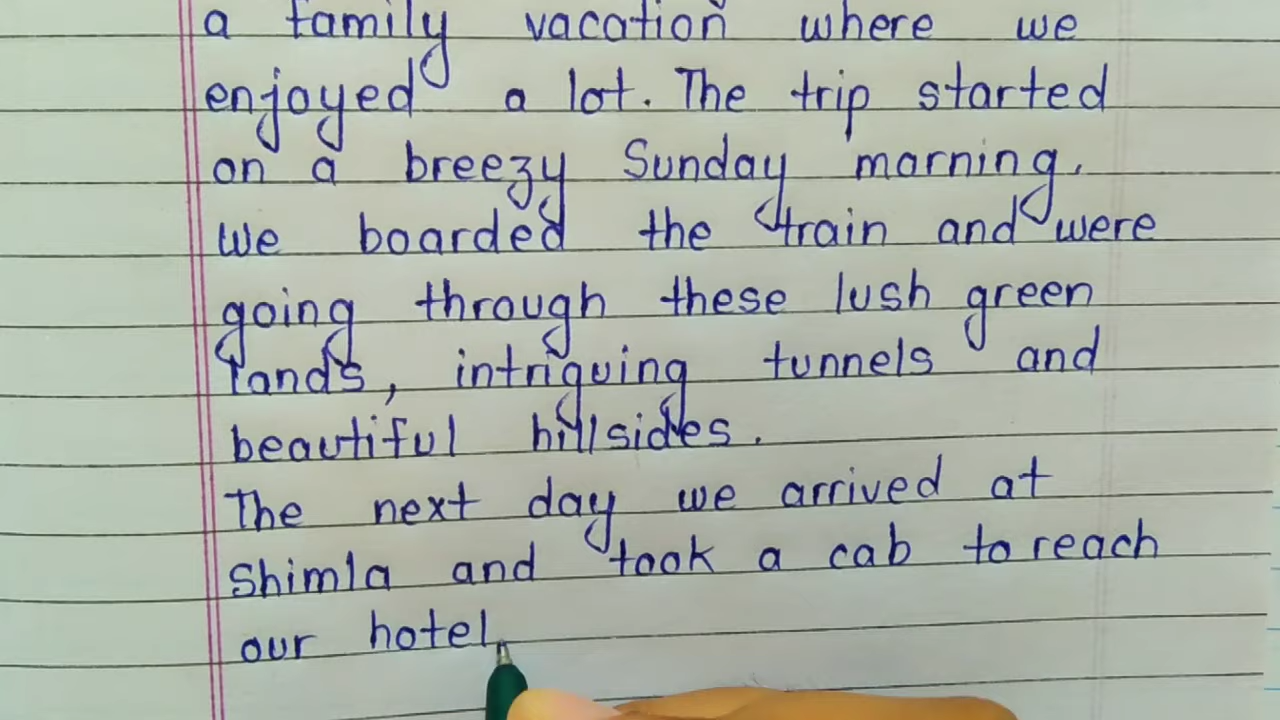 a family vacation where we
enjoyed a lot. The trip started
on a breezy Sunday morning.
We boarded the train and were
going through these lush green
lands, intriguing tunnels and
beautiful hillsides.
The next day we arrived at
Shimla and took a cab to reach
our hotel.